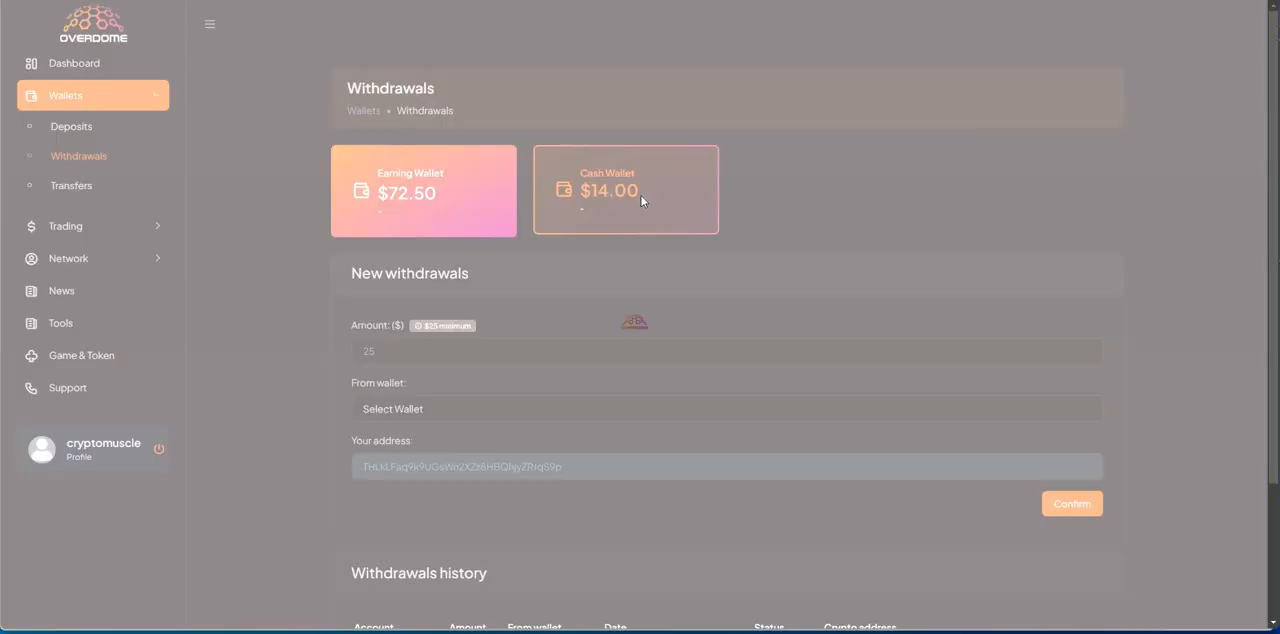 OVERDOME
Dashboard
Wallets
Deposits
Withdrawals
Transfers
Trading
Network
News
Tools
Game & Token
Support
cryptomuscle
Profile
Withdrawals
Wallets • Withdrawals
Earning Wallet
$72.50
-
Cash Wallet
$14.00
-
New withdrawals
Amount: ($) $25 minimum
25
From wallet:
Select Wallet
Your address:
Confirm
Withdrawals history
Account Amount From wallet Date Status Crypto address